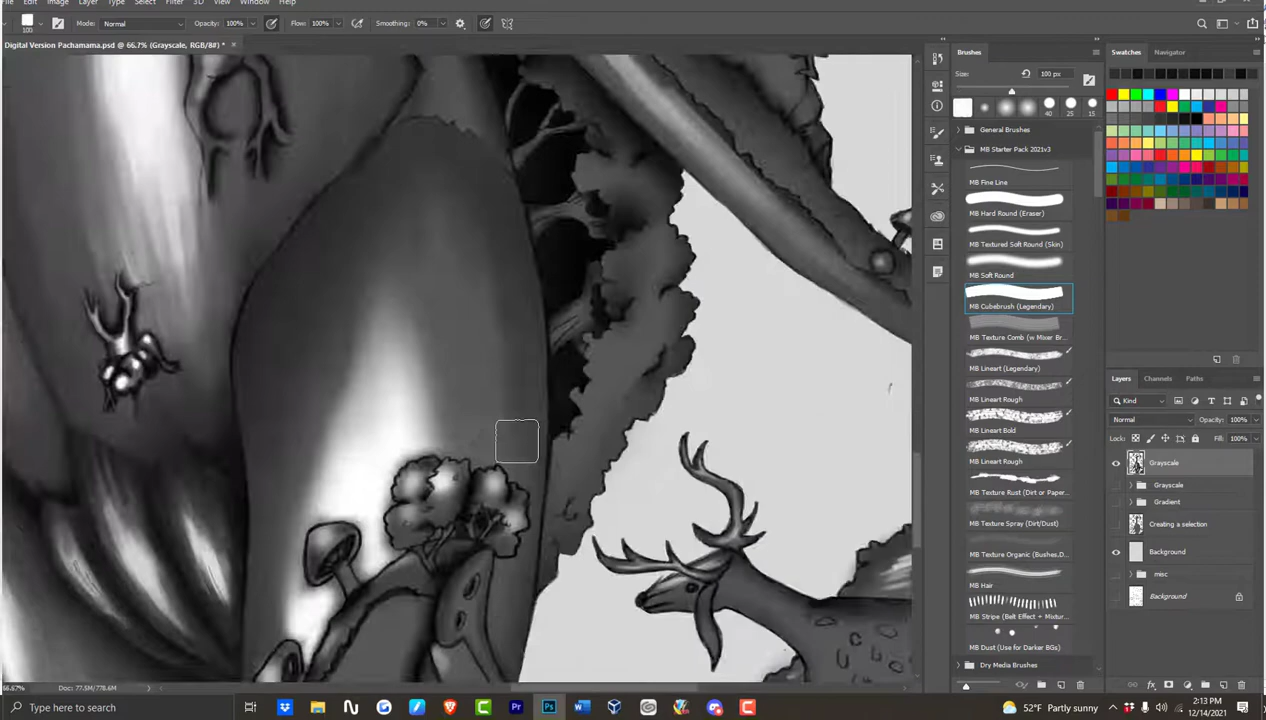 File Edit Image Layer Type Select Filter 3D View Plugins Window Help
100 Mode: Normal Opacity: 100% Flow: 100% Smoothing: 0%
Digital Version Pachamama.psd @ 66.7% (Grayscale, RGB/8#) * ×
Brushes
Size: 100 px
40 25 15
General Brushes
MB Starter Pack 2021v3
MB Fine Line
MB Hard Round (Eraser)
MB Textured Soft Round (Skin)
MB Soft Round
MB Cubebrush (Legendary)
MB Texture Comb (w Mixer Br...
MB Lineart (Legendary)
MB Lineart Rough
MB Lineart Bold
MB Lineart Rough
MB Texture Rust (Dirt or Paper...
MB Texture Spray (Dirt/Dust)
MB Texture Organic (Bushes.D...
MB Hair
MB Stripe (Belt Effect + Mixtur...
MB Dust (Use for Darker BGs)
Dry Media Brushes
Swatches Navigator
Layers Channels Paths
Kind
Normal Opacity: 100%
Lock: Fill: 100%
Grayscale
Grayscale
Gradient
Creating a selection
Background
misc
Background
66.67% Doc: 77.5M/778.6M
Type here to search
52°F Partly sunny
2:13 PM
12/14/2021